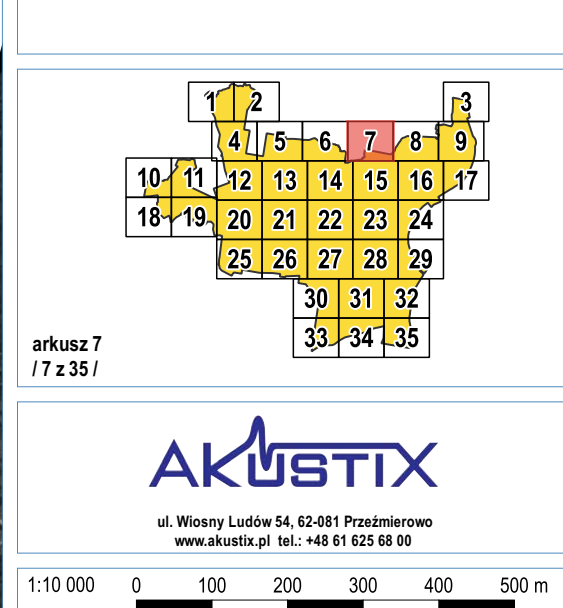 1 2 3
4 5 6 7 8 9
10 11 12 13 14 15 16 17
18 19 20 21 22 23 24
25 26 27 28 29
30 31 32
33 34 35
arkusz 7
/ 7 z 35 /
AKUSTIX
ul. Wiosny Ludów 54, 62-081 Przeźmierowo
www.akustix.pl tel.: +48 61 625 68 00
1:10 000 0 100 200 300 400 500 m